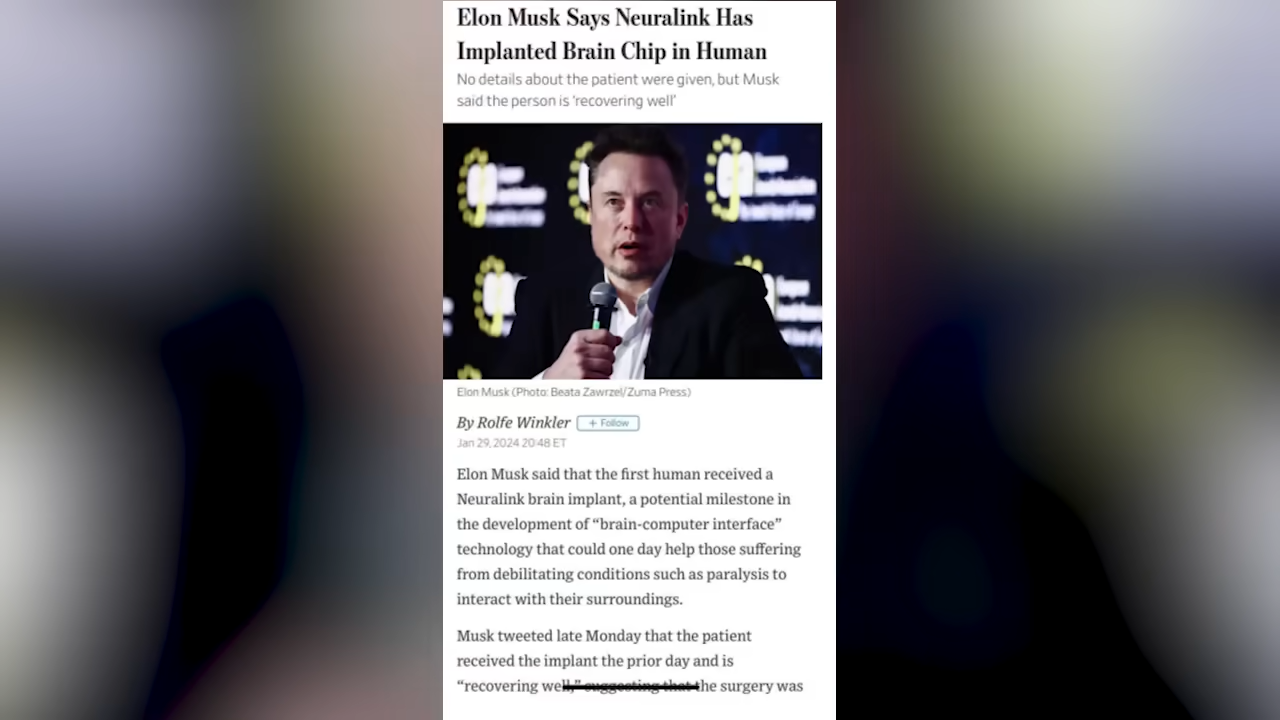 Elon Musk Says Neuralink Has
Implanted Brain Chip in Human
No details about the patient were given, but Musk
said the person is 'recovering well'
Elon Musk (Photo: Beata Zawrzel/Zuma Press)
By Rolfe Winkler + Follow
Jan 29, 2024 20:48 ET
Elon Musk said that the first human received a
Neuralink brain implant, a potential milestone in
the development of “brain-computer interface”
technology that could one day help those suffering
from debilitating conditions such as paralysis to
interact with their surroundings.
Musk tweeted late Monday that the patient
received the implant the prior day and is
“recovering well,” suggesting that the surgery was